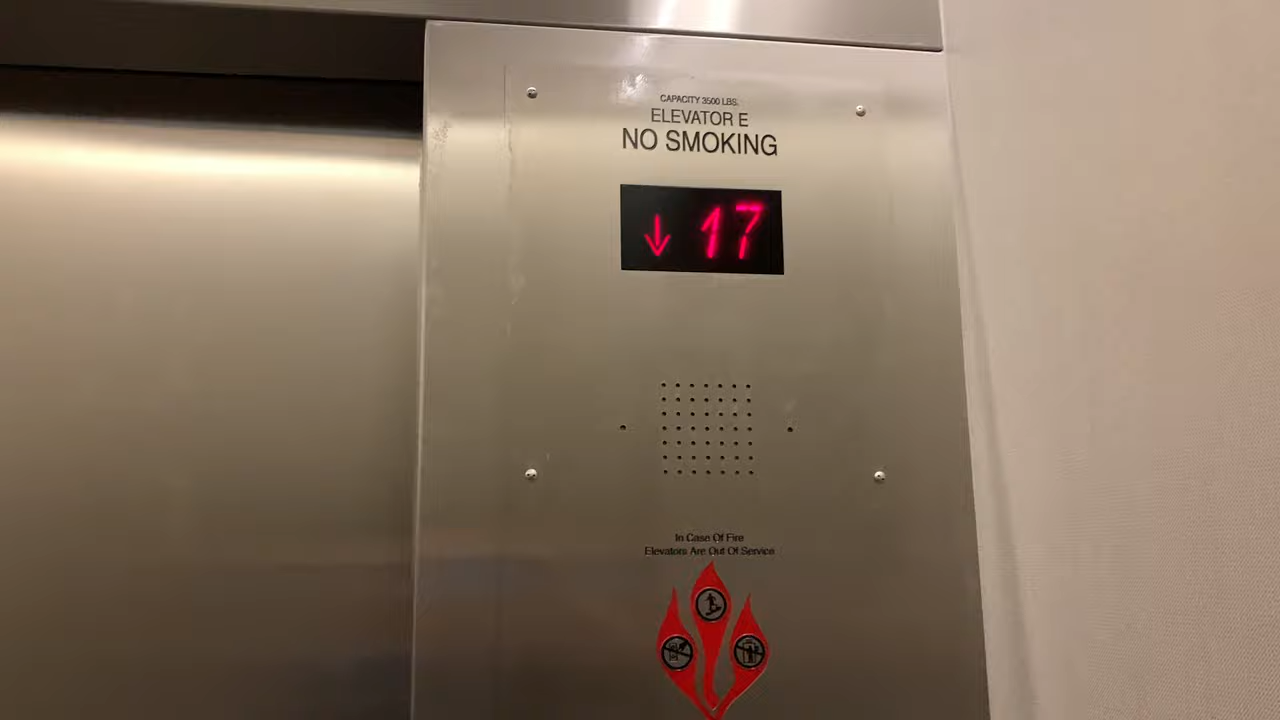 CAPACITY 3500 LBS.
ELEVATOR E
NO SMOKING
↓ 17
In Case Of Fire
Elevators Are Out Of Service